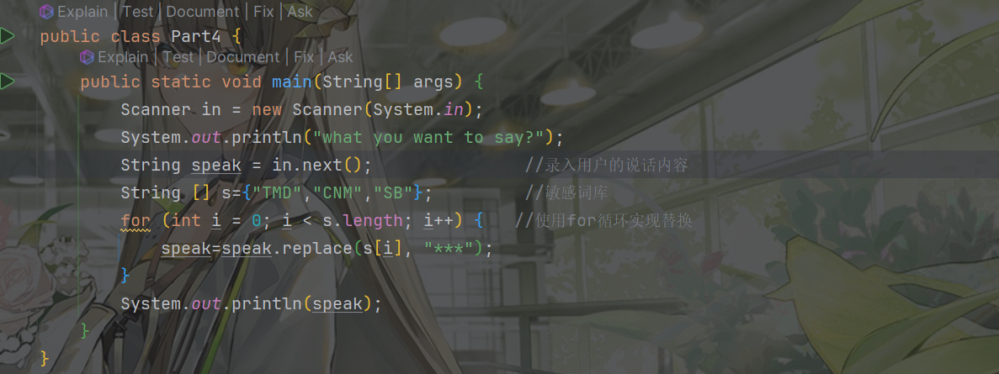 Explain | Test | Document | Fix | Ask
public class Part4 {
Explain | Test | Document | Fix | Ask
public static void main(String[] args) {
Scanner in = new Scanner(System.in);
System.out.println("what you want to say?");
String speak = in.next(); //录入用户的说话内容
String [] s={"TMD","CNM","SB"}; //敏感词库
for (int i = 0; i < s.length; i++) { //使用for循环实现替换
speak=speak.replace(s[i], "***");
}
System.out.println(speak);
}
}